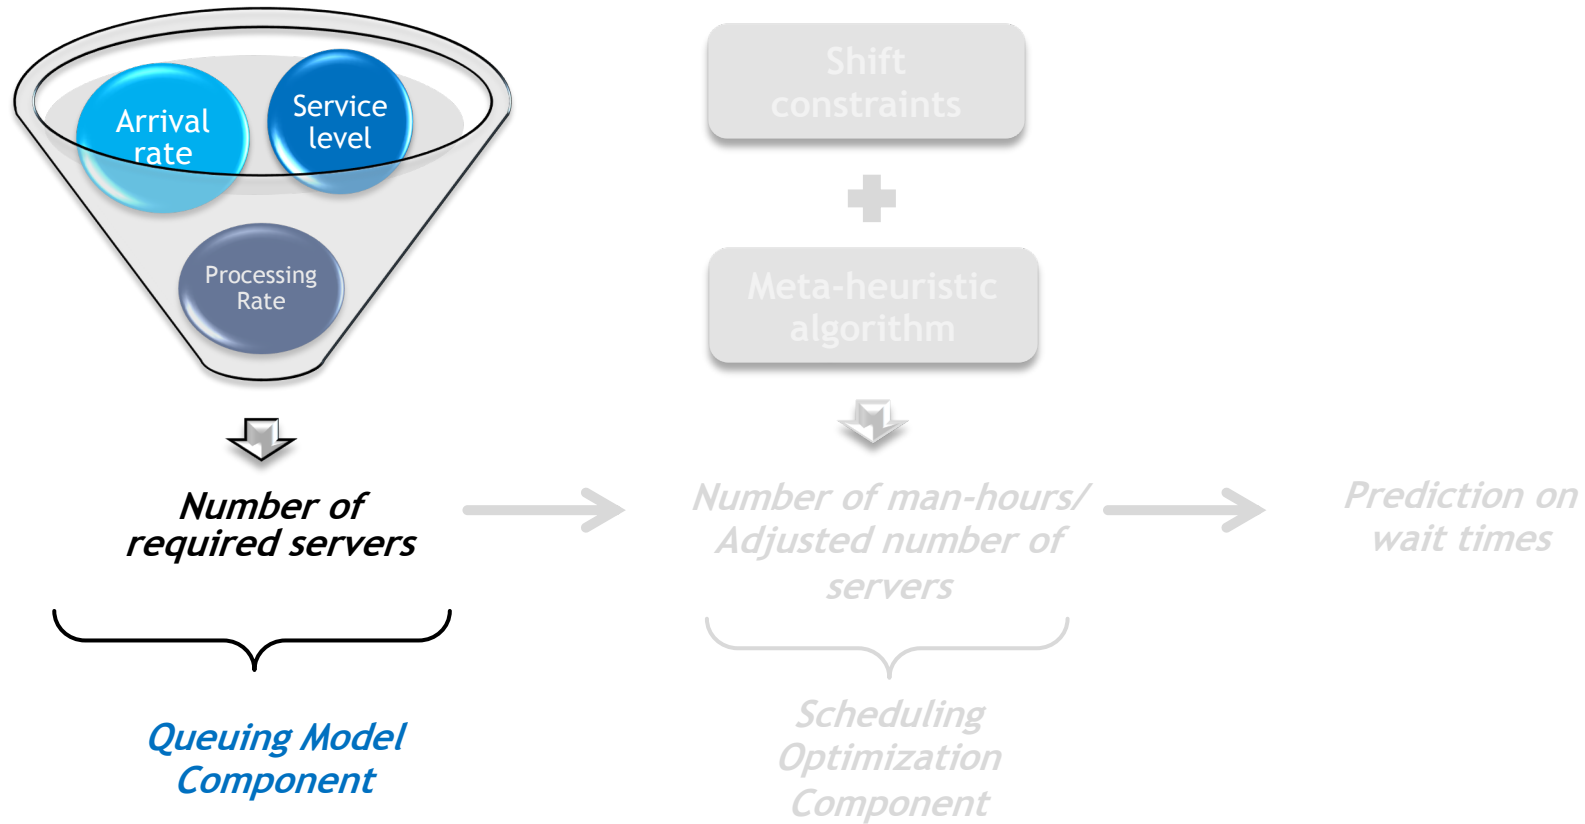 Arrival
rate
Service
level
Processing
Rate
Number of
required servers
Queuing Model
Component
Shift
constraints
Meta-heuristic
algorithm
Number of man-hours/
Adjusted number of
servers
Scheduling
Optimization
Component
Prediction on
wait times